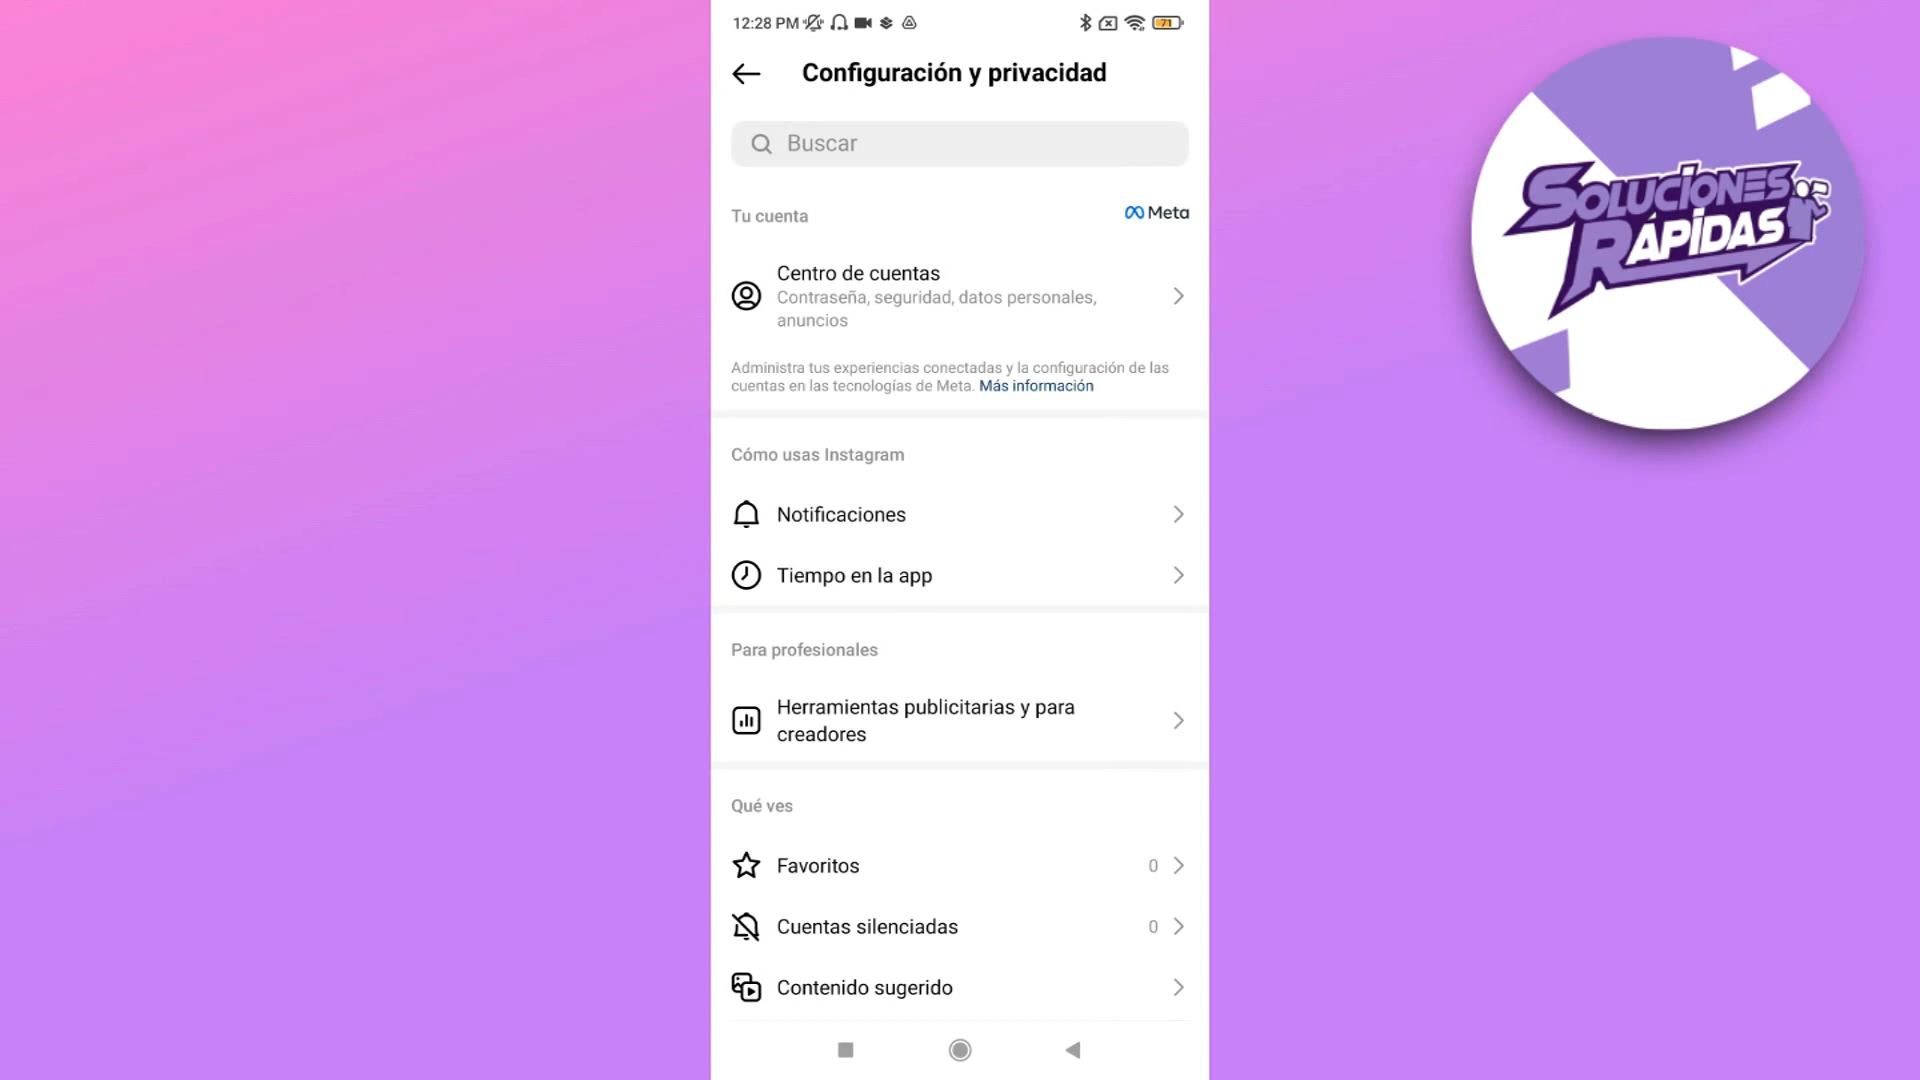 12:28 PM
71
Configuración y privacidad
Buscar
Tu cuenta
Meta
Centro de cuentas
Contraseña, seguridad, datos personales,
anuncios
Administra tus experiencias conectadas y la configuración de las
cuentas en las tecnologías de Meta. Más información
Cómo usas Instagram
Notificaciones
Tiempo en la app
Para profesionales
Herramientas publicitarias y para
creadores
Qué ves
Favoritos 0
Cuentas silenciadas 0
Contenido sugerido
SOLUCIONES
RÁPIDAS